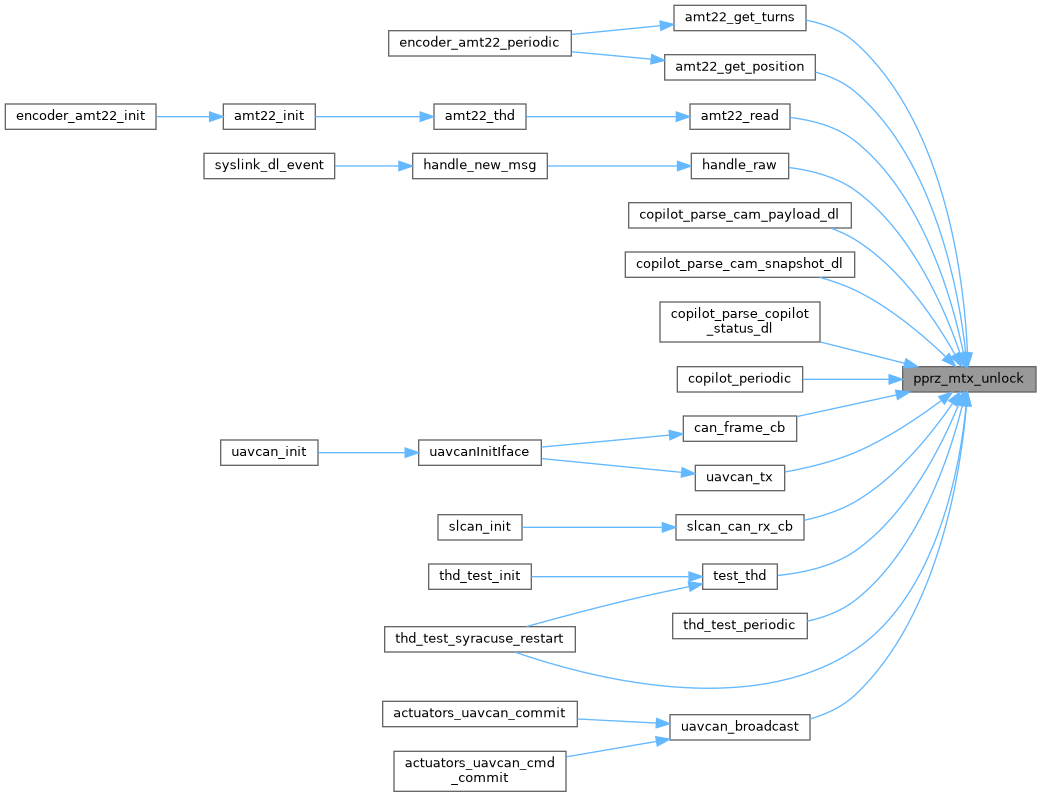 amt22_get_turns
encoder_amt22_periodic
amt22_get_position
encoder_amt22_init
amt22_init
amt22_thd
amt22_read
syslink_dl_event
handle_new_msg
handle_raw
copilot_parse_cam_payload_dl
copilot_parse_cam_snapshot_dl
copilot_parse_copilot
_status_dl
pprz_mtx_unlock
copilot_periodic
can_frame_cb
uavcan_init
uavcanInitIface
uavcan_tx
slcan_init
slcan_can_rx_cb
thd_test_init
test_thd
thd_test_periodic
thd_test_syracuse_restart
actuators_uavcan_commit
uavcan_broadcast
actuators_uavcan_cmd
_commit